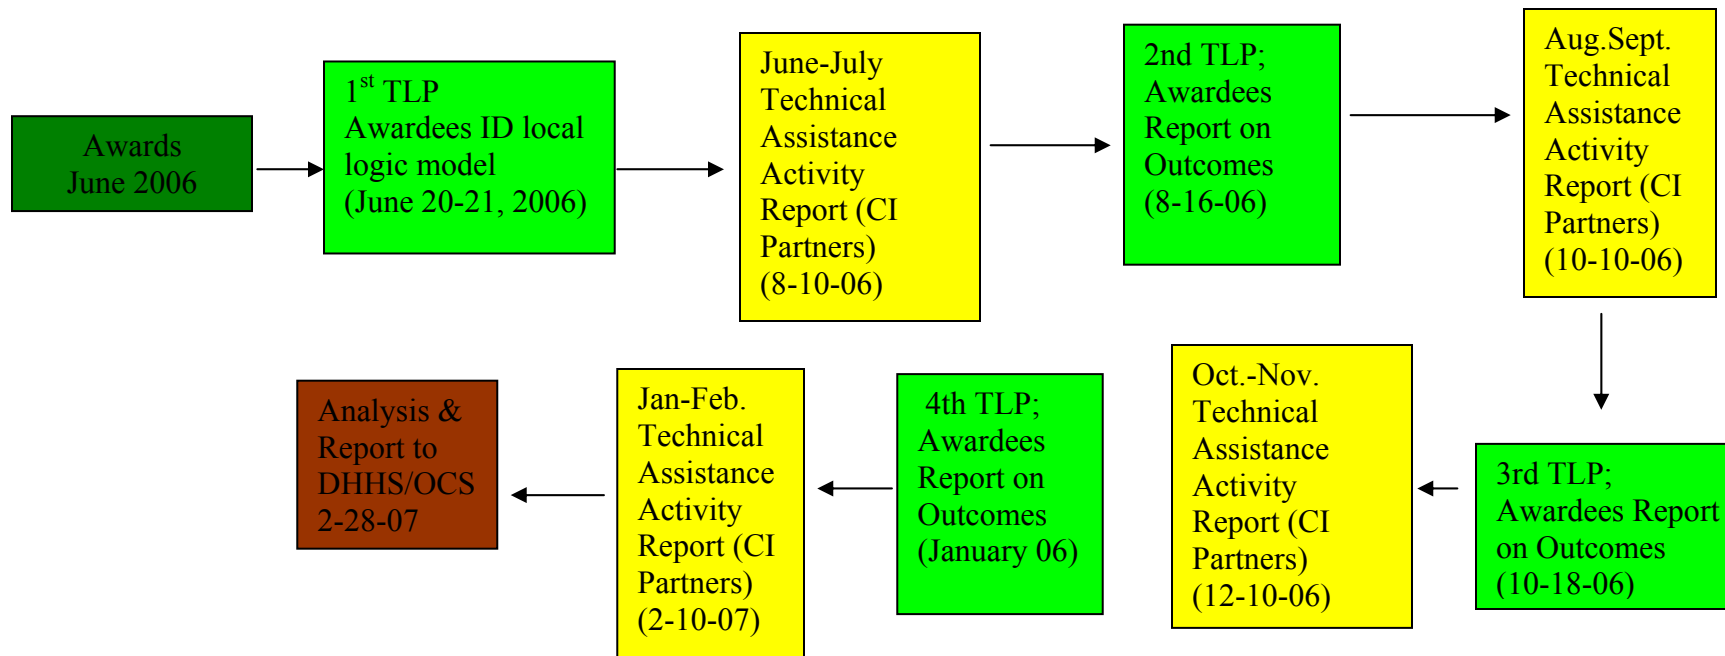 Awards
June 2006
1st TLP
Awardees ID local
logic model
(June 20-21, 2006)
June-July
Technical
Assistance
Activity
Report (CI
Partners)
(8-10-06)
2nd TLP;
Awardees
Report on
Outcomes
(8-16-06)
Aug.Sept.
Technical
Assistance
Activity
Report (CI
Partners)
(10-10-06)
3rd TLP;
Awardees Report
on Outcomes
(10-18-06)
Oct.-Nov.
Technical
Assistance
Activity
Report (CI
Partners)
(12-10-06)
4th TLP;
Awardees
Report on
Outcomes
(January 06)
Jan-Feb.
Technical
Assistance
Activity
Report (CI
Partners)
(2-10-07)
Analysis &
Report to
DHHS/OCS
2-28-07